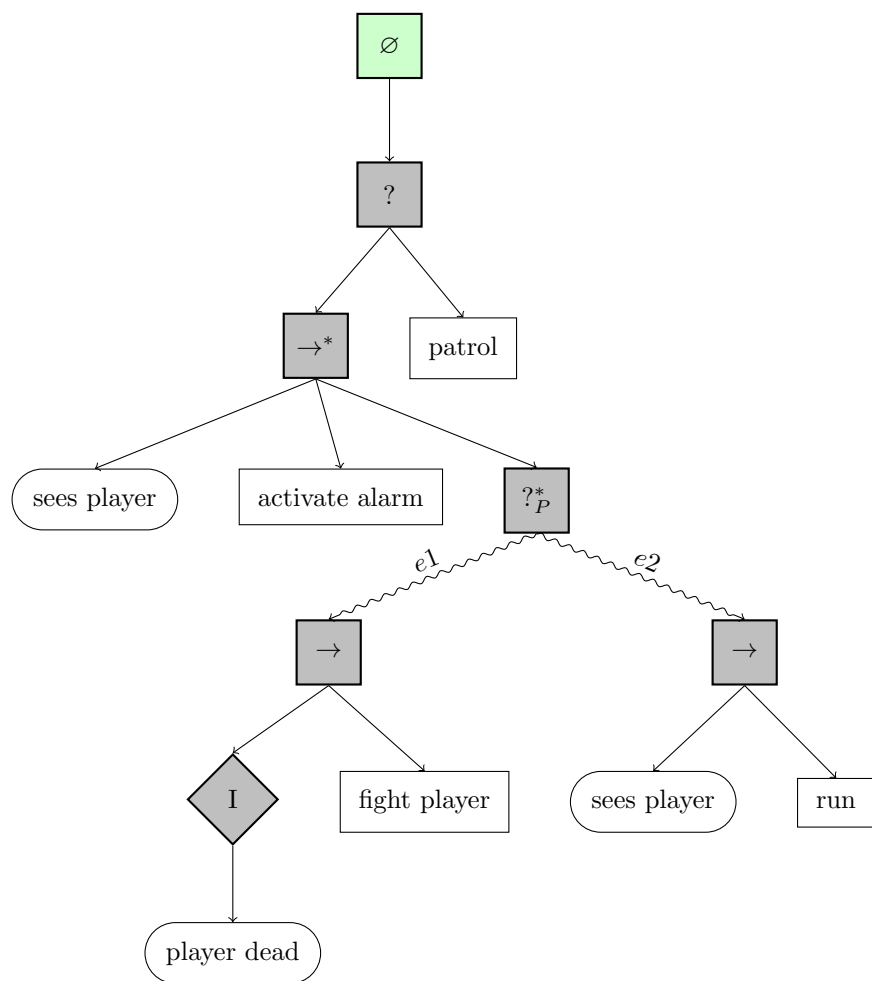 ∅
?
→*
patrol
sees player
activate alarm
?*P
e1
e2
→
→
I
fight player
sees player
run
player dead